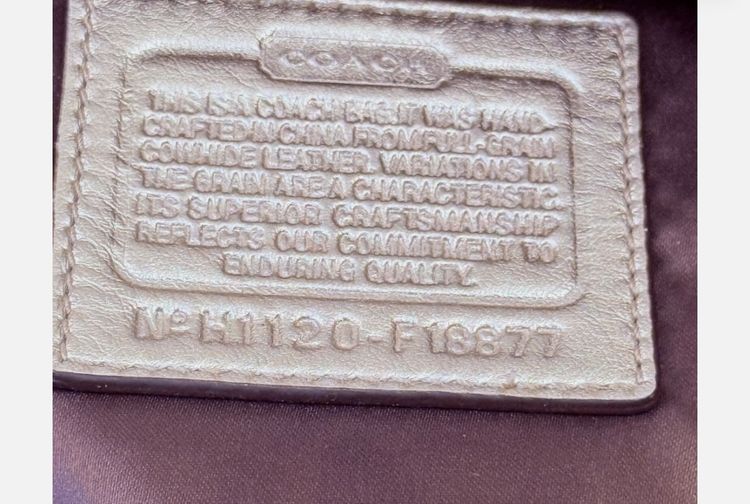 COACH
THIS IS A COACH BAG. IT WAS HAND-
CRAFTED IN CHINA FROM FULL-GRAIN
COWHIDE LEATHER. VARIATIONS IN
THE GRAIN ARE A CHARACTERISTIC.
ITS SUPERIOR CRAFTSMANSHIP
REFLECTS OUR COMMITMENT TO
ENDURING QUALITY.
Nº H1120-F18877